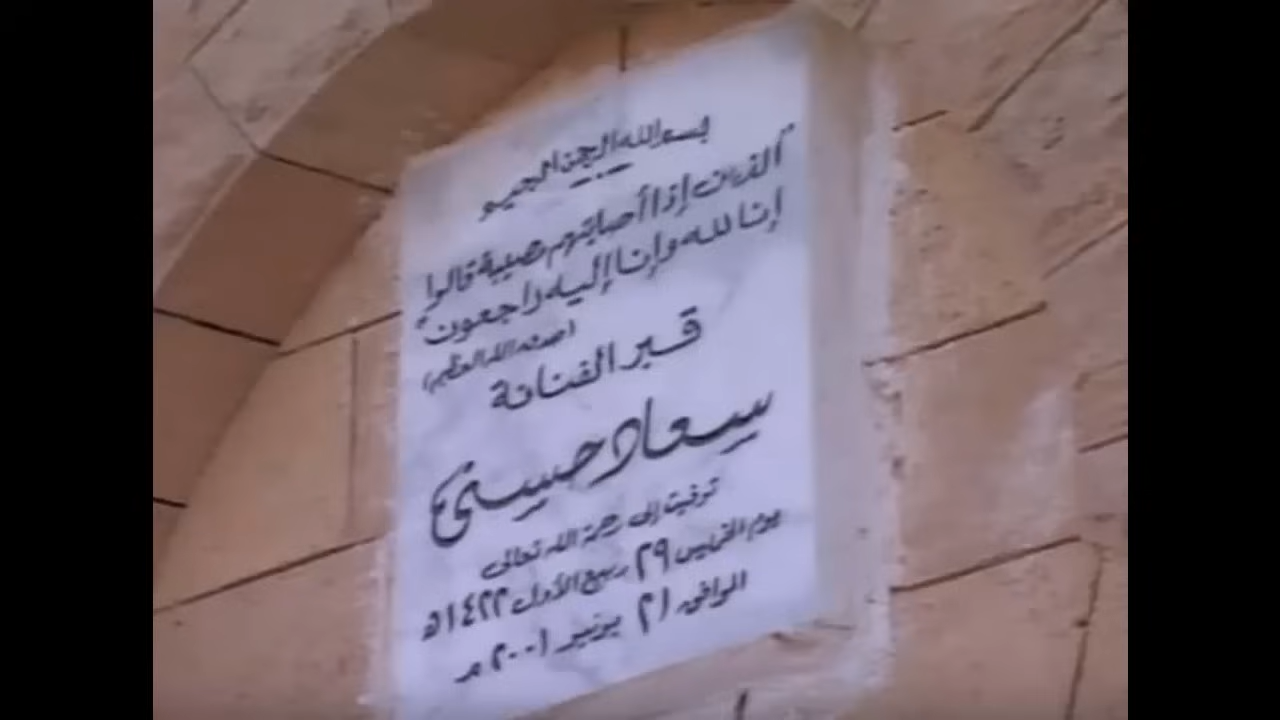 بسم الله الرحمن الرحيم
"الذين إذا أصابتهم مصيبة قالوا
إنا لله وإنا إليه راجعون"
(صدق الله العظيم)
قبر الفنانة
سعاد حسني
توفيت إلى رحمة الله تعالى
يوم الخميس ٢٩ ربيع الأول ١٤٢٢ هـ
الموافق ٢١ يونيو ٢٠٠١ م